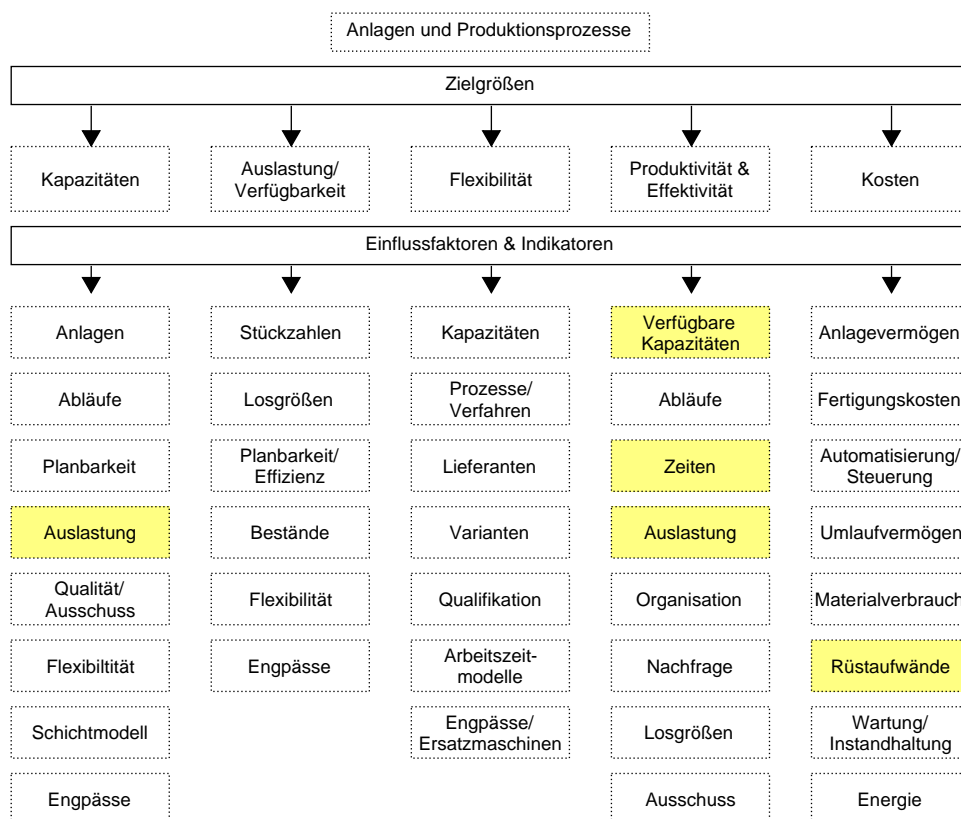 Anlagen und Produktionsprozesse
Zielgrößen
Kapazitäten
Auslastung/
Verfügbarkeit
Flexibilität
Produktivität &
Effektivität
Kosten
Einflussfaktoren & Indikatoren
Anlagen
Abläufe
Planbarkeit
Auslastung
Qualität/
Ausschuss
Flexibiltität
Schichtmodell
Engpässe
Stückzahlen
Losgrößen
Planbarkeit/
Effizienz
Bestände
Flexibilität
Engpässe
Kapazitäten
Prozesse/
Verfahren
Lieferanten
Varianten
Qualifikation
Arbeitszeit-
modelle
Engpässe/
Ersatzmaschinen
Verfügbare
Kapazitäten
Abläufe
Zeiten
Auslastung
Organisation
Nachfrage
Losgrößen
Ausschuss
Anlagevermögen
Fertigungskosten
Automatisierung/
Steuerung
Umlaufvermögen
Materialverbrauch
Rüstaufwände
Wartung/
Instandhaltung
Energie